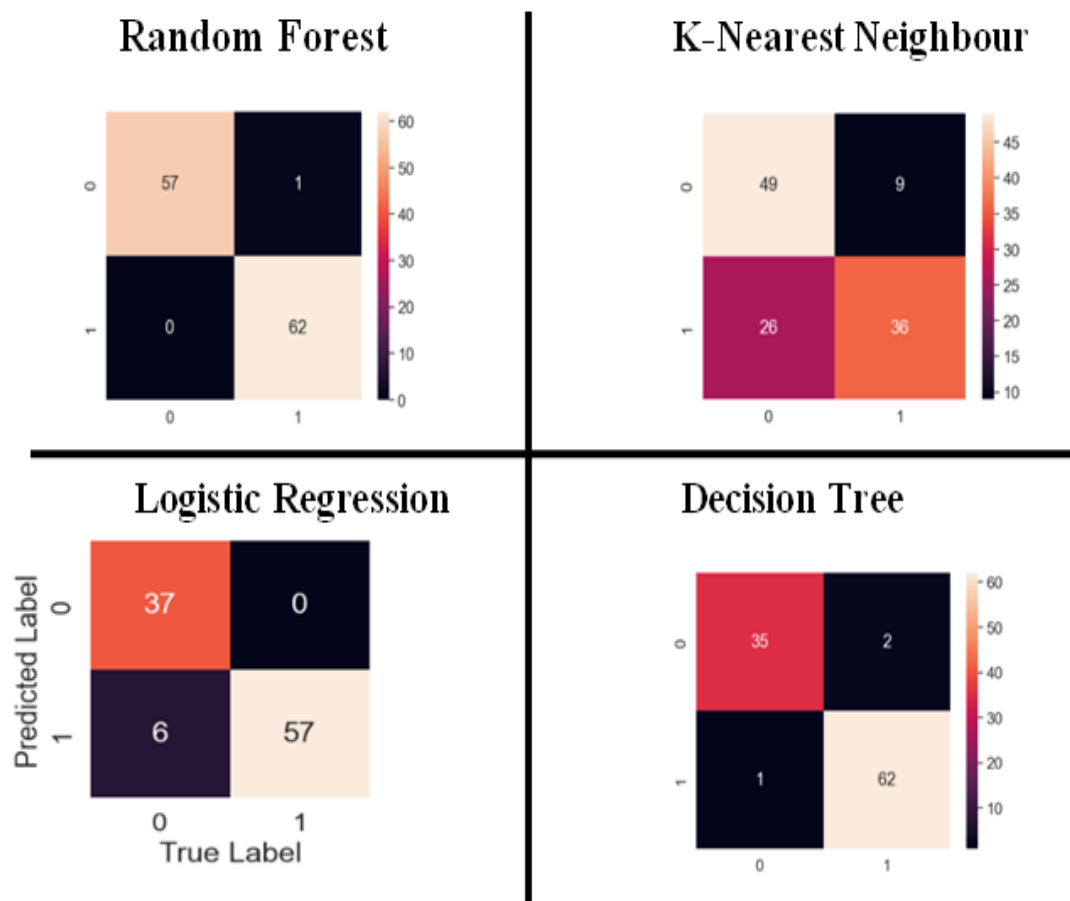 Random Forest
60
50
0 57 1
40
30
20
1 0 62
10
0
0 1
K-Nearest Neighbour
45
40
0 49 9
35
30
25
1 26 36
20
15
10
0 1
Logistic Regression
Predicted Label
0 37 0
1 6 57
0 1
True Label
Decision Tree
60
50
0 35 2
40
30
20
1 1 62
10
0 1